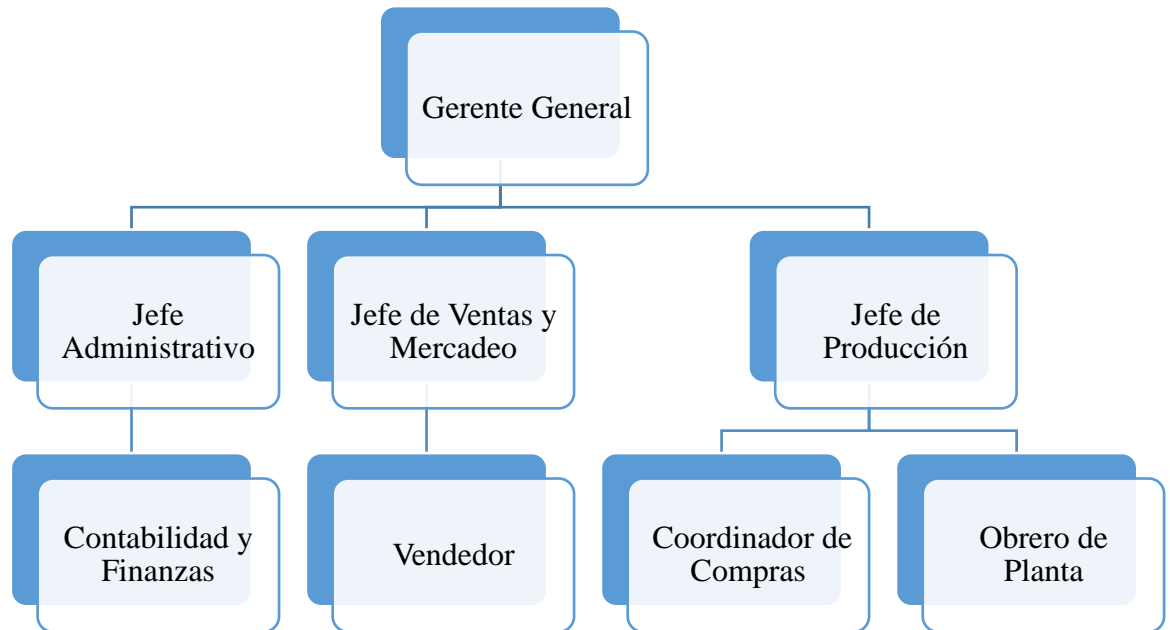 Gerente General
Jefe
Administrativo
Jefe de Ventas y
Mercadeo
Jefe de
Producción
Contabilidad y
Finanzas
Vendedor
Coordinador de
Compras
Obrero de
Planta